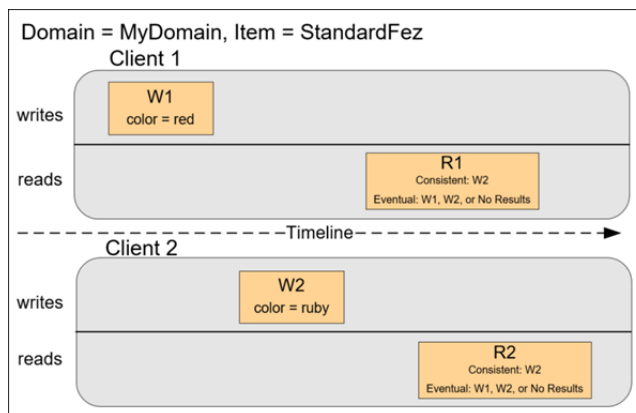 Domain = MyDomain, Item = StandardFez
Client 1
W1
color = red
writes
R1
Consistent: W2
Eventual: W1, W2, or No Results
reads
Timeline
Client 2
W2
color = ruby
writes
R2
Consistent: W2
Eventual: W1, W2, or No Results
reads